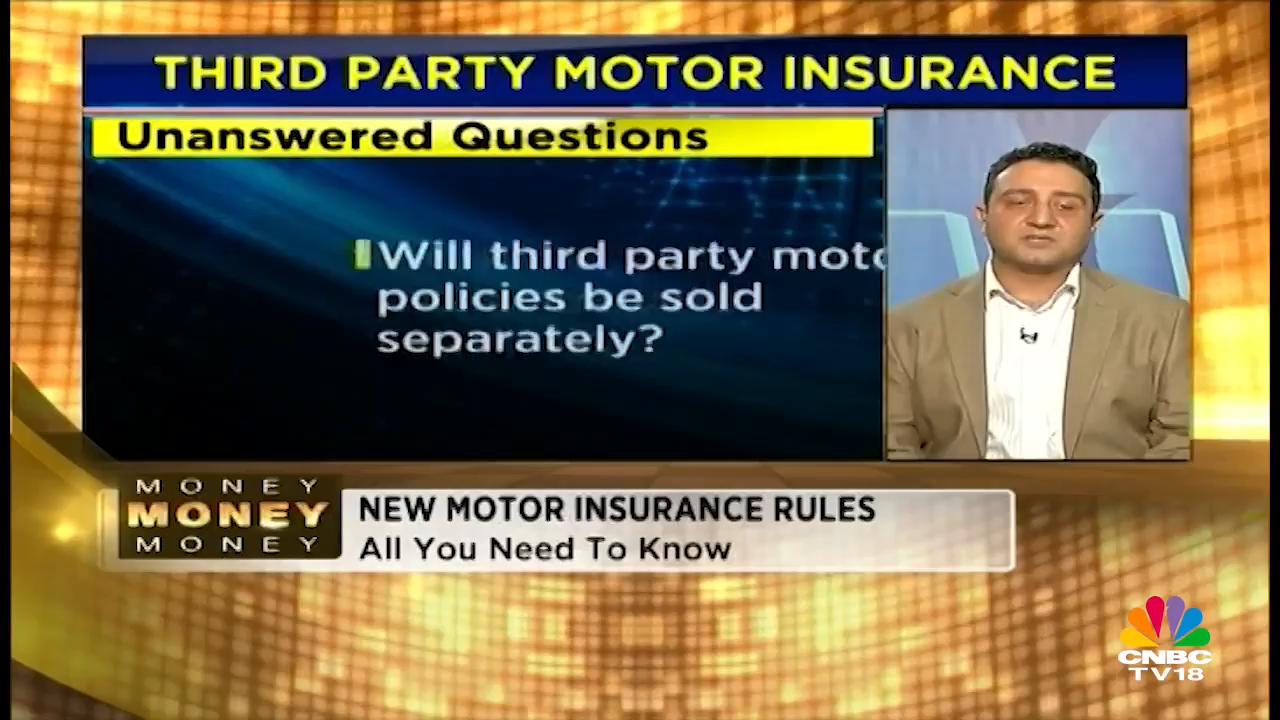 THIRD PARTY MOTOR INSURANCE
Unanswered Questions
Will third party moto
policies be sold
separately?
MONEY
MONEY
MONEY
NEW MOTOR INSURANCE RULES
All You Need To Know
CNBC
TV18